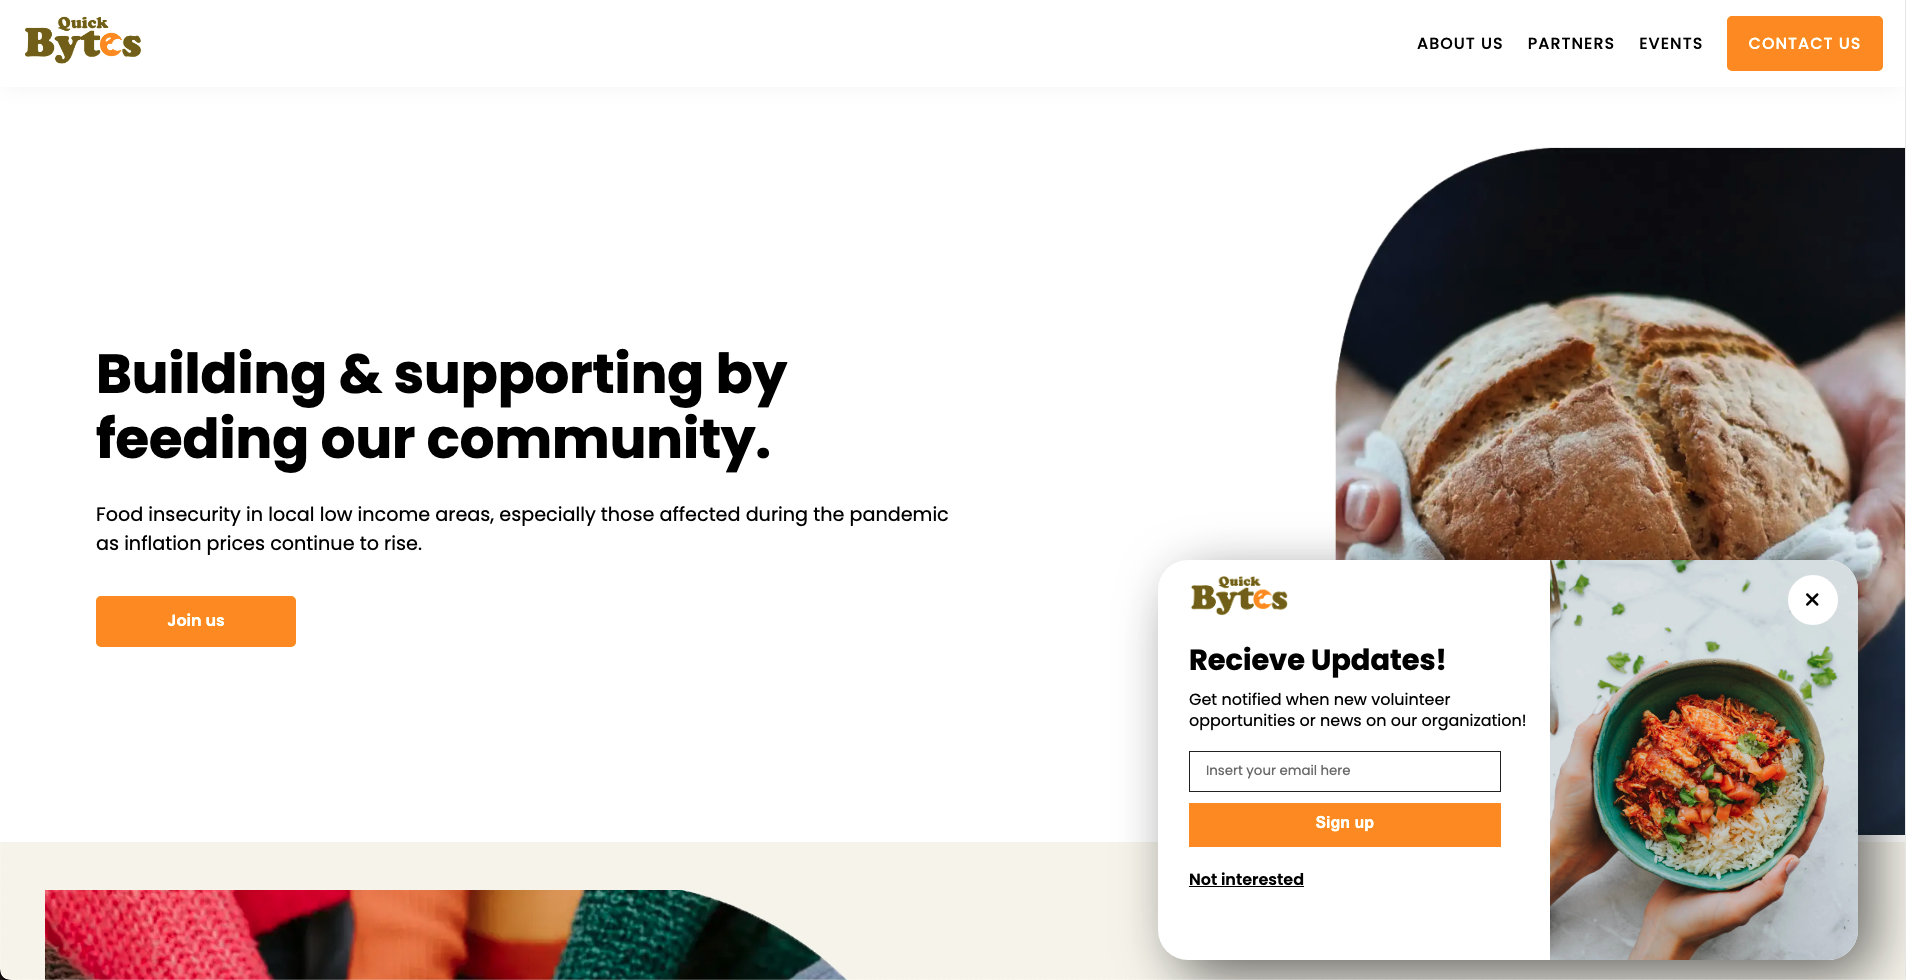 Quick
Bytes
ABOUT US
PARTNERS
EVENTS
CONTACT US
Building & supporting by
feeding our community.
Food insecurity in local low income areas, especially those affected during the pandemic
as inflation prices continue to rise.
Join us
Quick
Bytes
Recieve Updates!
Get notified when new voluinteer
opportunities or news on our organization!
Insert your email here
Sign up
Not interested